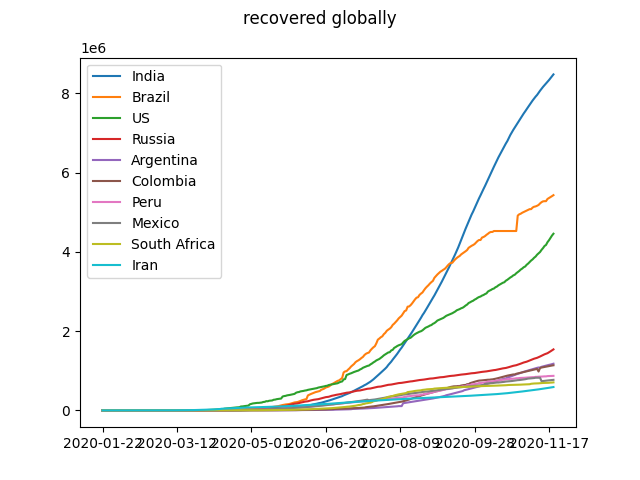 recovered globally
1e6
8
6
4
2
0
India
Brazil
US
Russia
Argentina
Colombia
Peru
Mexico
South Africa
Iran
2020-01-22 2020-03-12 2020-05-01 2020-06-20 2020-08-09 2020-09-28 2020-11-17